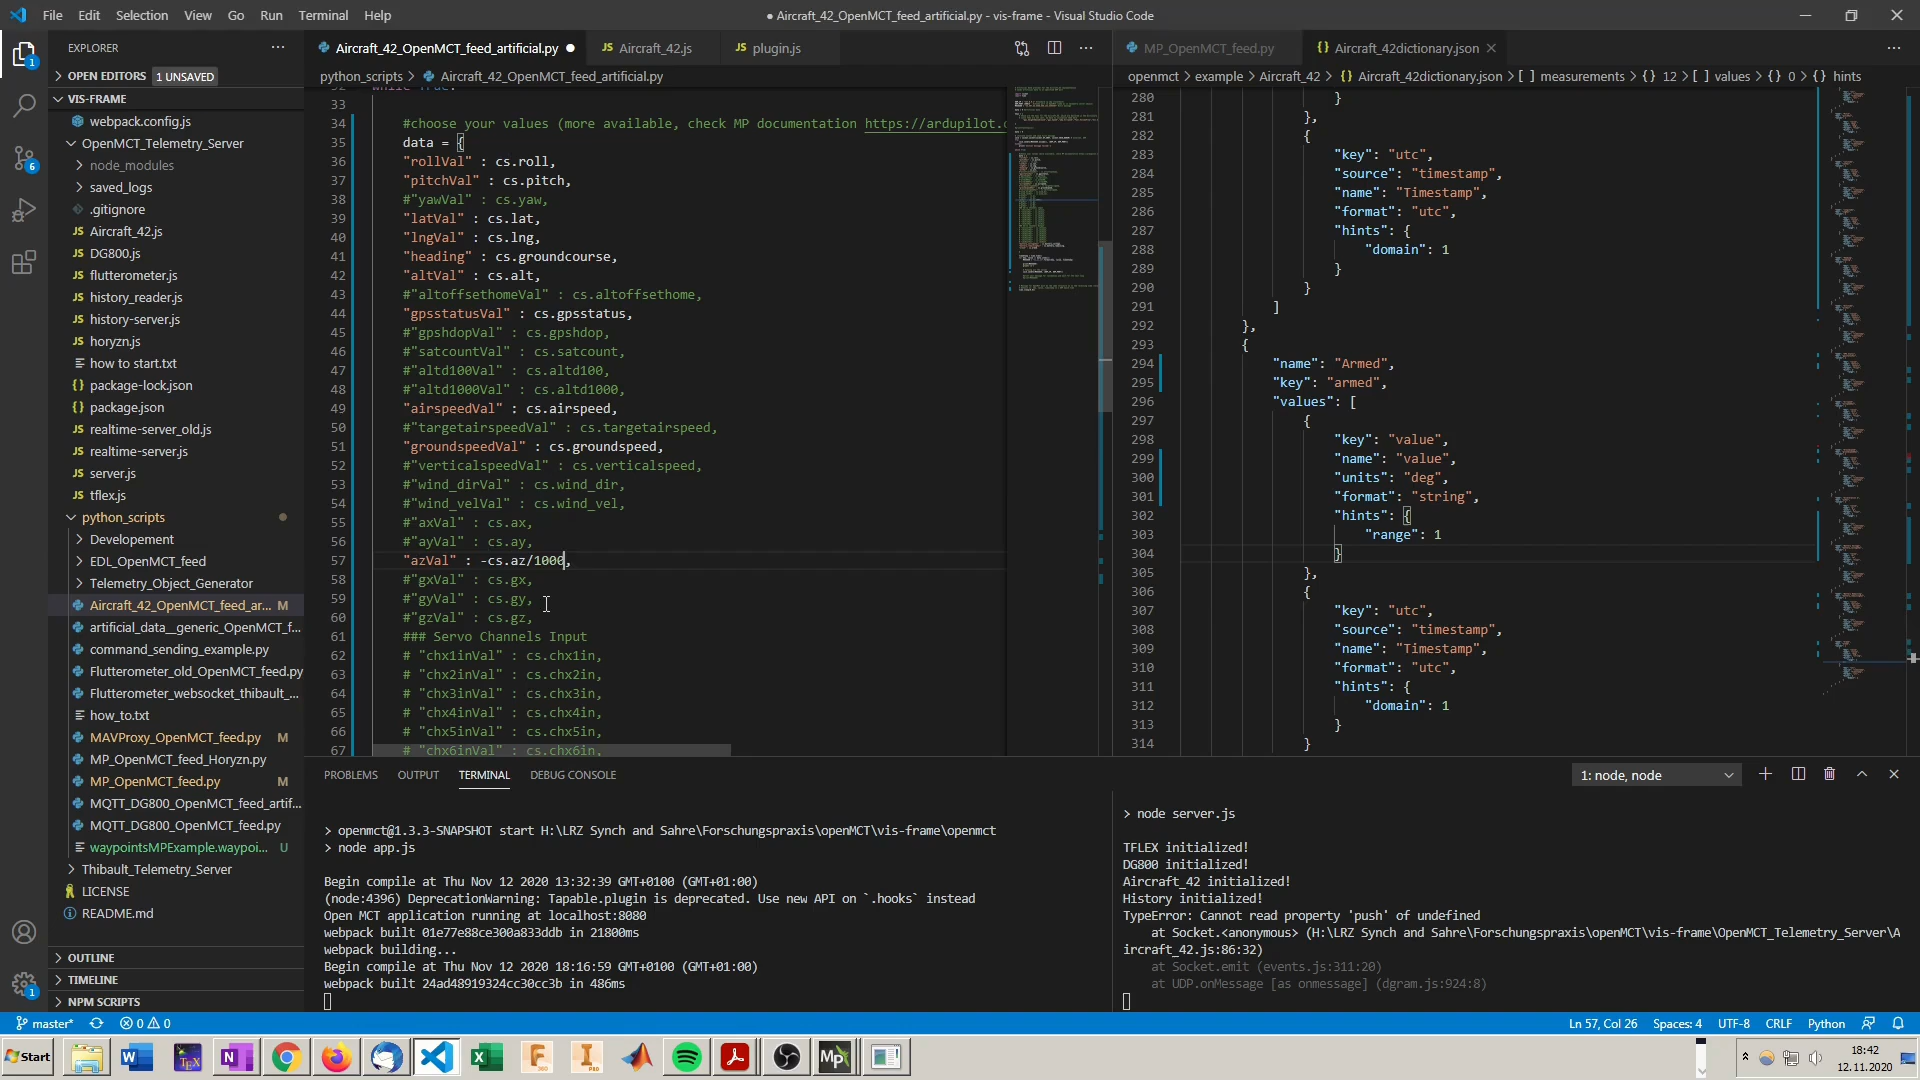 File Edit Selection View Go Run Terminal Help
● Aircraft_42_OpenMCT_feed_artificial.py - vis-frame - Visual Studio Code
EXPLORER
OPEN EDITORS 1 UNSAVED
VIS-FRAME
webpack.config.js
OpenMCT_Telemetry_Server
node_modules
saved_logs
.gitignore
JS Aircraft_42.js
JS DG800.js
JS flutterometer.js
JS history_reader.js
JS history-server.js
JS horyzn.js
how to start.txt
{} package-lock.json
{} package.json
JS realtime-server_old.js
JS realtime-server.js
JS server.js
JS tflex.js
python_scripts
Developement
EDL_OpenMCT_feed
Telemetry_Object_Generator
Aircraft_42_OpenMCT_feed_ar... M
artificial_data__generic_OpenMCT_f...
command_sending_example.py
Flutterometer_old_OpenMCT_feed.py
Flutterometer_websocket_thibault_...
how_to.txt
MAVProxy_OpenMCT_feed.py M
MP_OpenMCT_feed_Horyzn.py
MP_OpenMCT_feed.py M
MQTT_DG800_OpenMCT_feed_artif...
MQTT_DG800_OpenMCT_feed.py
waypointsMPExample.waypoi... U
Thibault_Telemetry_Server
LICENSE
README.md
OUTLINE
TIMELINE
NPM SCRIPTS
Aircraft_42_OpenMCT_feed_artificial.py ●
JS Aircraft_42.js
JS plugin.js
python_scripts > Aircraft_42_OpenMCT_feed_artificial.py
33
34 #choose your values (more available, check MP documentation https://ardupilot.c
35 data = {
36 "rollVal" : cs.roll,
37 "pitchVal" : cs.pitch,
38 #"yawVal" : cs.yaw,
39 "latVal" : cs.lat,
40 "lngVal" : cs.lng,
41 "heading" : cs.groundcourse,
42 "altVal" : cs.alt,
43 #"altoffsethomeVal" : cs.altoffsethome,
44 "gpsstatusVal" : cs.gpsstatus,
45 #"gpshdopVal" : cs.gpshdop,
46 #"satcountVal" : cs.satcount,
47 #"altd100Val" : cs.altd100,
48 #"altd1000Val" : cs.altd1000,
49 "airspeedVal" : cs.airspeed,
50 #"targetairspeedVal" : cs.targetairspeed,
51 "groundspeedVal" : cs.groundspeed,
52 #"verticalspeedVal" : cs.verticalspeed,
53 #"wind_dirVal" : cs.wind_dir,
54 #"wind_velVal" : cs.wind_vel,
55 #"axVal" : cs.ax,
56 #"ayVal" : cs.ay,
57 "azVal" : -cs.az/1000,
58 #"gxVal" : cs.gx,
59 #"gyVal" : cs.gy,
60 #"gzVal" : cs.gz,
61 ### Servo Channels Input
62 # "chx1inVal" : cs.chx1in,
63 # "chx2inVal" : cs.chx2in,
64 # "chx3inVal" : cs.chx3in,
65 # "chx4inVal" : cs.chx4in,
66 # "chx5inVal" : cs.chx5in,
67 # "chx6inVal" : cs.chx6in,
MP_OpenMCT_feed.py
{} Aircraft_42dictionary.json
openmct > example > Aircraft_42 > {} Aircraft_42dictionary.json > [ ] measurements > {} 12 > [ ] values > {} 0 > {} hints
280 }
281 },
282 {
283 "key": "utc",
284 "source": "timestamp",
285 "name": "Timestamp",
286 "format": "utc",
287 "hints": {
288 "domain": 1
289 }
290 }
291 ]
292 },
293 {
294 "name": "Armed",
295 "key": "armed",
296 "values": [
297 {
298 "key": "value",
299 "name": "value",
300 "units": "deg",
301 "format": "string",
302 "hints": {
303 "range": 1
304 }
305 },
306 {
307 "key": "utc",
308 "source": "timestamp",
309 "name": "Timestamp",
310 "format": "utc",
311 "hints": {
312 "domain": 1
313 }
314 }
PROBLEMS OUTPUT TERMINAL DEBUG CONSOLE
1: node, node
> openmct@1.3.3-SNAPSHOT start H:\LRZ Synch and Sahre\Forschungspraxis\openMCT\vis-frame\openmct
> node app.js
Begin compile at Thu Nov 12 2020 13:32:39 GMT+0100 (GMT+01:00)
(node:4396) DeprecationWarning: Tapable.plugin is deprecated. Use new API on `.hooks` instead
Open MCT application running at localhost:8080
webpack built 01e77e88ce300a833ddb in 21800ms
webpack building...
Begin compile at Thu Nov 12 2020 18:16:59 GMT+0100 (GMT+01:00)
webpack built 24ad48919324cc30cc3b in 486ms
> node server.js
TFLEX initialized!
DG800 initialized!
Aircraft_42 initialized!
History initialized!
TypeError: Cannot read property 'push' of undefined
at Socket.<anonymous> (H:\LRZ Synch and Sahre\Forschungspraxis\openMCT\vis-frame\OpenMCT_Telemetry_Server\A
ircraft_42.js:86:32)
at Socket.emit (events.js:311:20)
at UDP.onMessage [as onmessage] (dgram.js:924:8)
master* 0 0
Ln 57, Col 26 Spaces: 4 UTF-8 CRLF Python
Start
18:42
12.11.2020